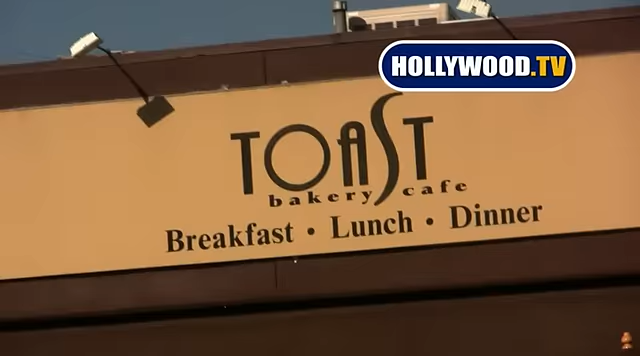 HOLLYWOOD.TV
TOAST
bakery cafe
Breakfast • Lunch • Dinner